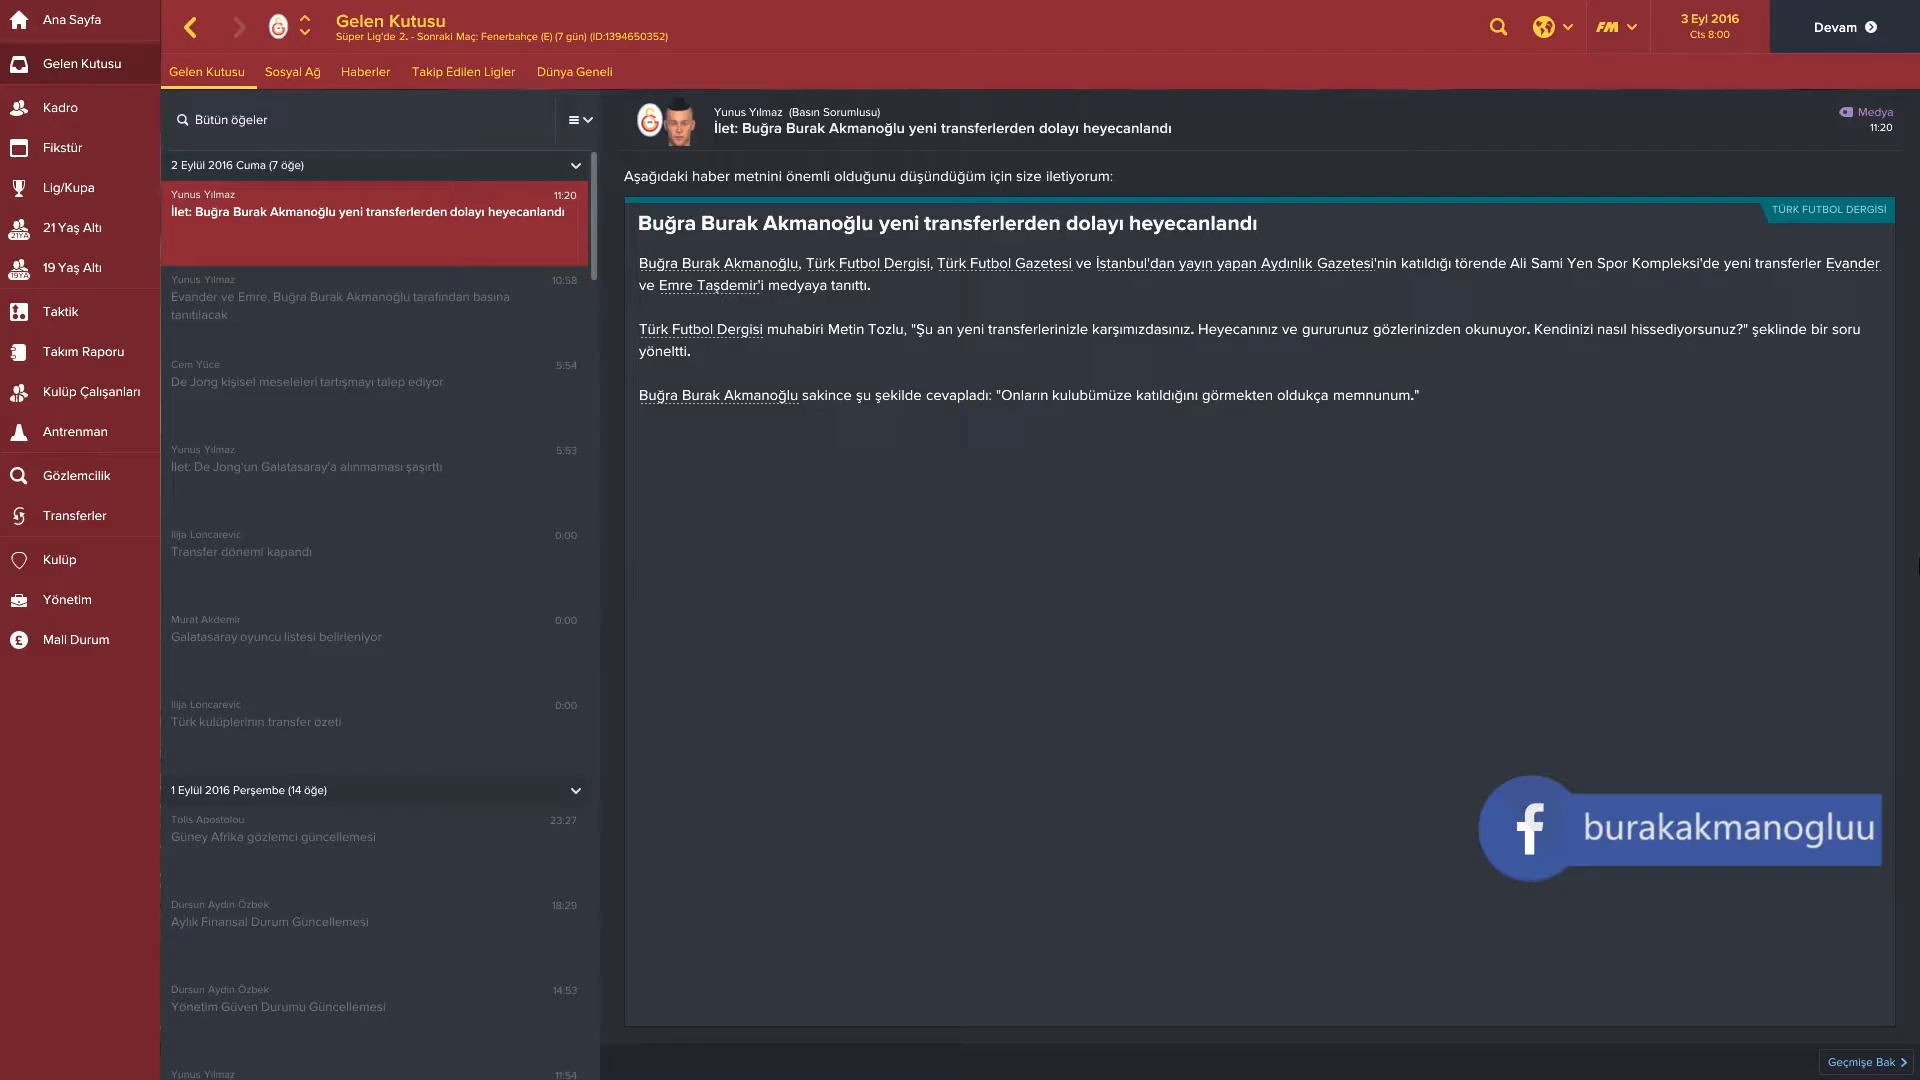 Ana Sayfa
Gelen Kutusu
Kadro
Fikstür
Lig/Kupa
21 Yaş Altı
19 Yaş Altı
Taktik
Takım Raporu
Kulüp Çalışanları
Antrenman
Gözlemcilik
Transferler
Kulüp
Yönetim
Mali Durum
Gelen Kutusu
Süper Lig'de 2. - Sonraki Maç: Fenerbahçe (E) (7 gün) (ID:1394650352)
FM
3 Eyl 2016
Cts 8:00
Devam
Gelen Kutusu Sosyal Ağ Haberler Takip Edilen Ligler Dünya Geneli
Bütün öğeler
2 Eylül 2016 Cuma (7 öğe)
Yunus Yılmaz 11:20
İlet: Buğra Burak Akmanoğlu yeni transferlerden dolayı heyecanlandı
Yunus Yılmaz 10:58
Evander ve Emre, Buğra Burak Akmanoğlu tarafından basına
tanıtılacak
Cem Yüce 5:54
De Jong kişisel meseleleri tartışmayı talep ediyor
Yunus Yılmaz 5:53
İlet: De Jong'un Galatasaray'a alınmaması şaşırttı
Ilija Loncarevic 0:00
Transfer dönemi kapandı
Murat Akdemir 0:00
Galatasaray oyuncu listesi belirleniyor
Ilija Loncarevic 0:00
Türk kulüplerinin transfer özeti
1 Eylül 2016 Perşembe (14 öğe)
Tolis Apostolou 23:27
Güney Afrika gözlemci güncellemesi
Dursun Aydın Özbek 18:29
Aylık Finansal Durum Güncellemesi
Dursun Aydın Özbek 14:53
Yönetim Güven Durumu Güncellemesi
Yunus Yılmaz 11:54
Yunus Yılmaz (Basın Sorumlusu)
İlet: Buğra Burak Akmanoğlu yeni transferlerden dolayı heyecanlandı
Medya
11:20
Aşağıdaki haber metnini önemli olduğunu düşündüğüm için size iletiyorum:
TÜRK FUTBOL DERGİSİ
Buğra Burak Akmanoğlu yeni transferlerden dolayı heyecanlandı
Buğra Burak Akmanoğlu, Türk Futbol Dergisi, Türk Futbol Gazetesi ve İstanbul'dan yayın yapan Aydınlık Gazetesi'nin katıldığı törende Ali Sami Yen Spor Kompleksi'de yeni transferler Evander
ve Emre Taşdemir'i medyaya tanıttı.
Türk Futbol Dergisi muhabiri Metin Tozlu, "Şu an yeni transferlerinizle karşımızdasınız. Heyecanınız ve gururunuz gözlerinizden okunuyor. Kendinizi nasıl hissediyorsunuz?" şeklinde bir soru
yöneltti.
Buğra Burak Akmanoğlu sakince şu şekilde cevapladı: "Onların kulubümüze katıldığını görmekten oldukça memnunum."
f burakakmanogluu
Geçmişe Bak